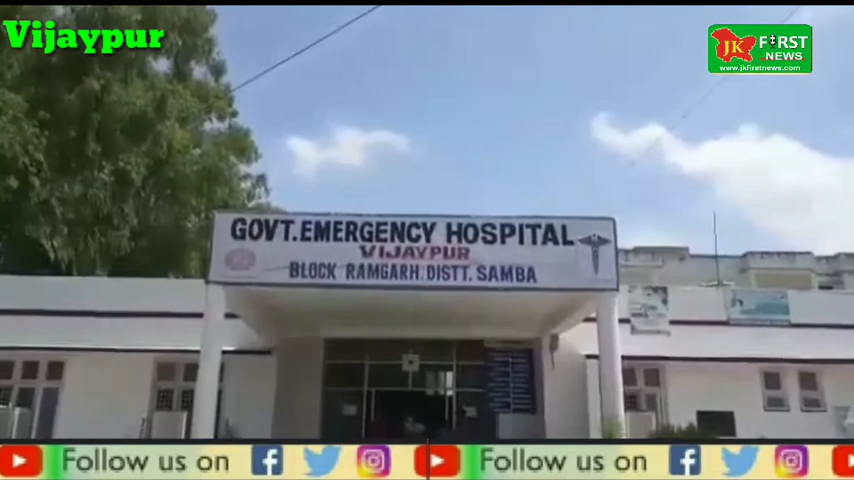 Vijaypur
JK FIRST
NEWS
www.jkfirstnews.com
GOVT.EMERGENCY HOSPITAL
VIJAYPUR
BLOCK RAMGARH.DISTT.SAMBA
Follow us on
Follow us on